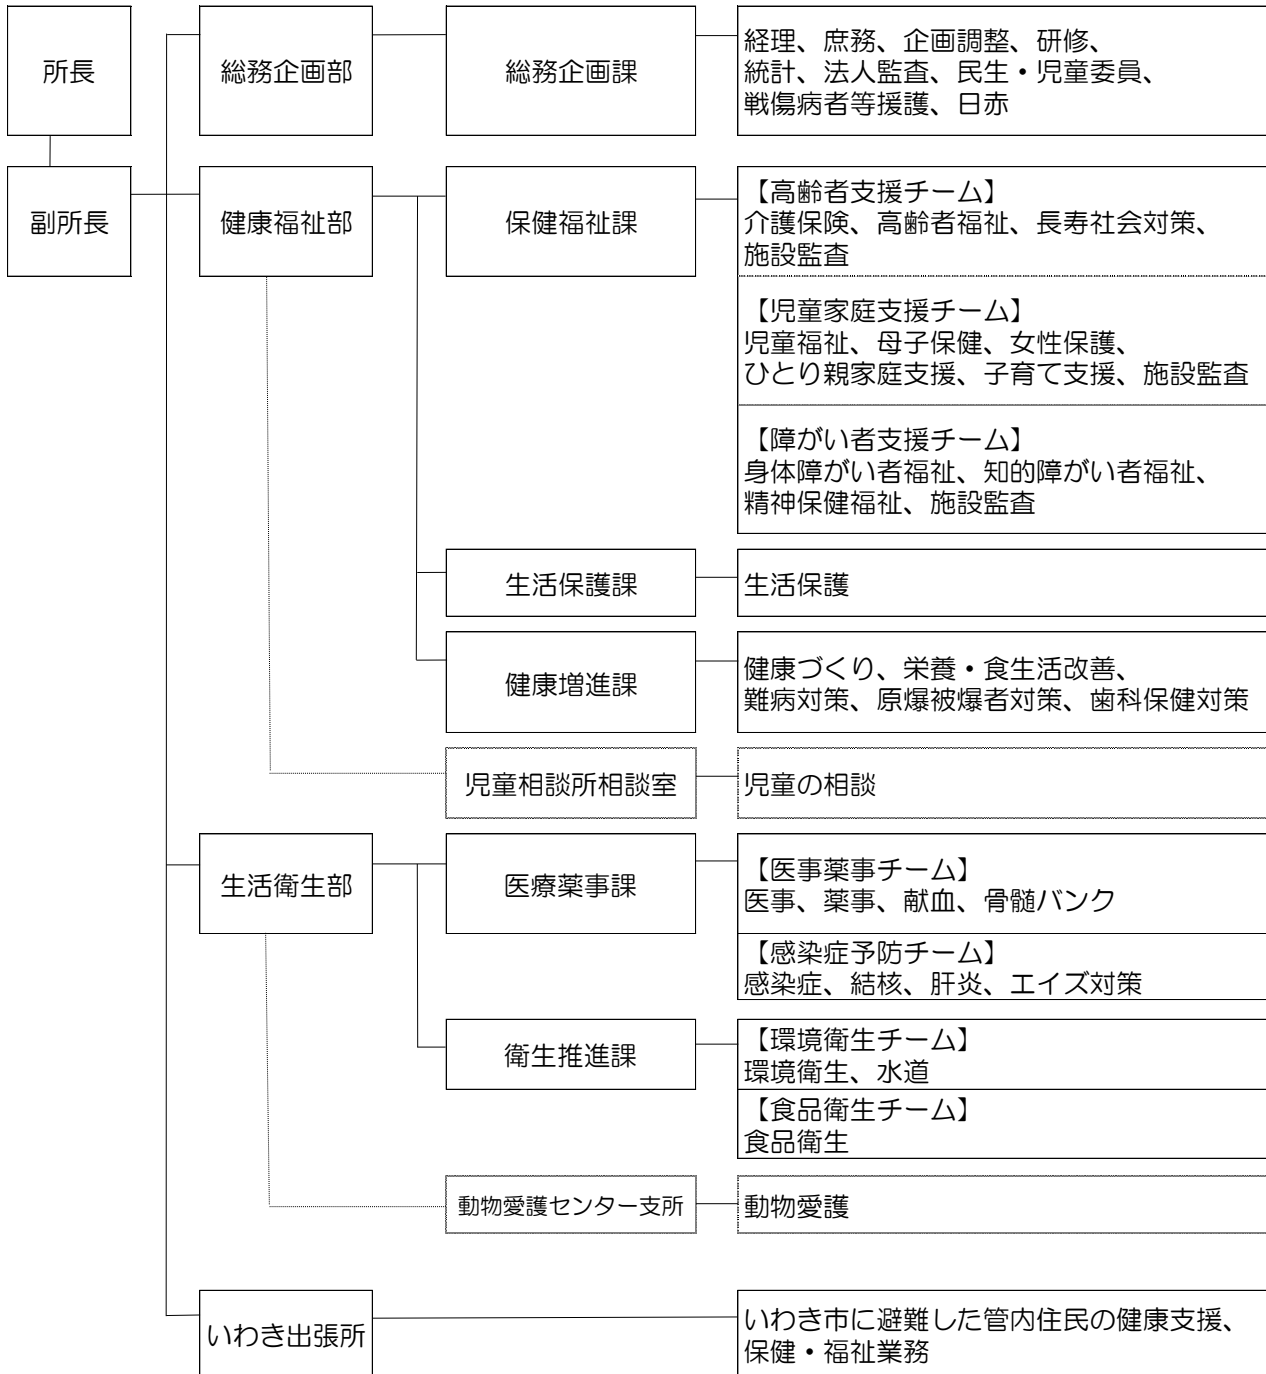 所長
総務企画部
総務企画課
経理、庶務、企画調整、研修、
統計、法人監査、民生・児童委員、
戦傷病者等援護、日赤
副所長
健康福祉部
保健福祉課
【高齢者支援チーム】
介護保険、高齢者福祉、長寿社会対策、
施設監査
【児童家庭支援チーム】
児童福祉、母子保健、女性保護、
ひとり親家庭支援、子育て支援、施設監査
【障がい者支援チーム】
身体障がい者福祉、知的障がい者福祉、
精神保健福祉、施設監査
生活保護課
生活保護
健康増進課
健康づくり、栄養・食生活改善、
難病対策、原爆被爆者対策、歯科保健対策
児童相談所相談室
児童の相談
生活衛生部
医療薬事課
【医事薬事チーム】
医事、薬事、献血、骨髄バンク
【感染症予防チーム】
感染症、結核、肝炎、エイズ対策
衛生推進課
【環境衛生チーム】
環境衛生、水道
【食品衛生チーム】
食品衛生
動物愛護センター支所
動物愛護
いわき出張所
いわき市に避難した管内住民の健康支援、
保健・福祉業務